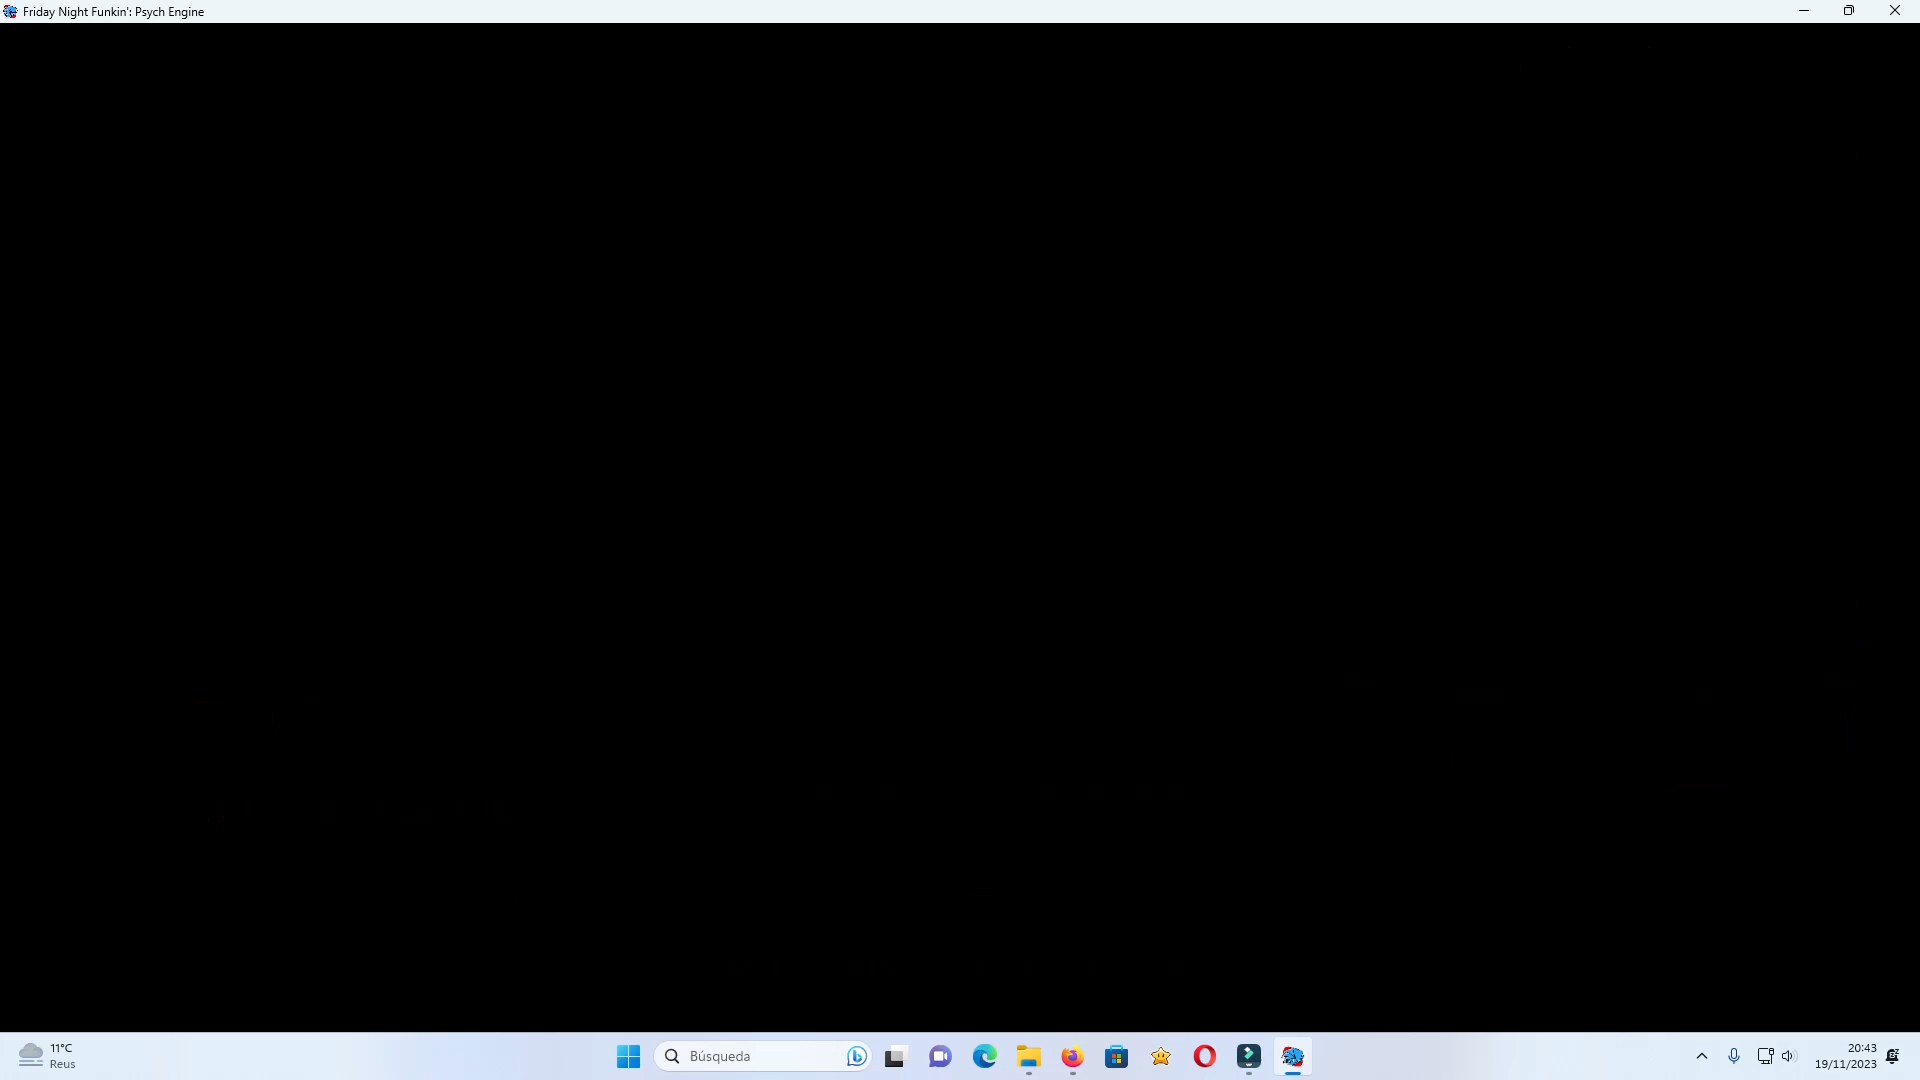 Friday Night Funkin': Psych Engine
11°C
Reus
Búsqueda
20:43
19/11/2023